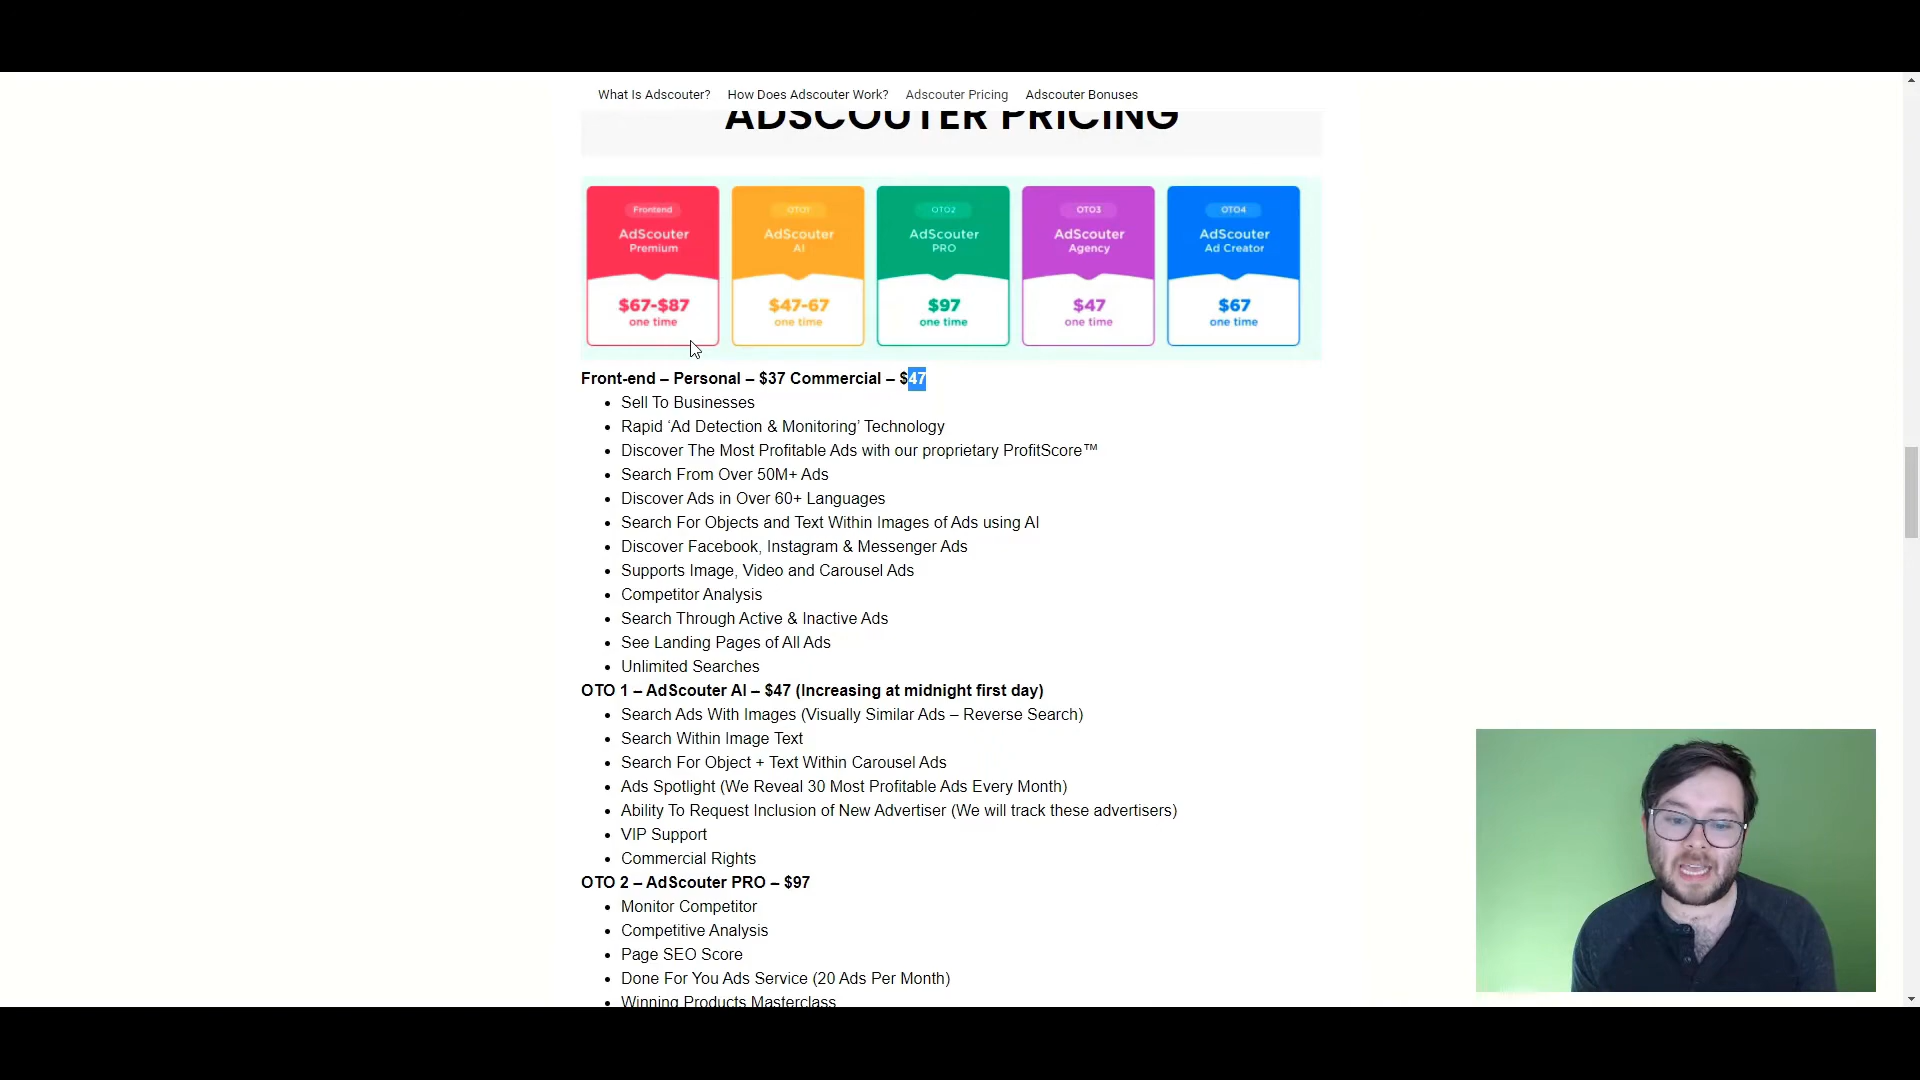 What Is Adscouter? How Does Adscouter Work? Adscouter Pricing Adscouter Bonuses
ADSCOUTER PRICING
Frontend
AdScouter
Premium
$67-$87
one time
OTO1
AdScouter
AI
$47-67
one time
OTO2
AdScouter
PRO
$97
one time
OTO3
AdScouter
Agency
$47
one time
OTO4
AdScouter
Ad Creator
$67
one time
Front-end – Personal – $37 Commercial – $47
Sell To Businesses
Rapid ‘Ad Detection & Monitoring’ Technology
Discover The Most Profitable Ads with our proprietary ProfitScore™
Search From Over 50M+ Ads
Discover Ads in Over 60+ Languages
Search For Objects and Text Within Images of Ads using AI
Discover Facebook, Instagram & Messenger Ads
Supports Image, Video and Carousel Ads
Competitor Analysis
Search Through Active & Inactive Ads
See Landing Pages of All Ads
Unlimited Searches
OTO 1 – AdScouter AI – $47 (Increasing at midnight first day)
Search Ads With Images (Visually Similar Ads – Reverse Search)
Search Within Image Text
Search For Object + Text Within Carousel Ads
Ads Spotlight (We Reveal 30 Most Profitable Ads Every Month)
Ability To Request Inclusion of New Advertiser (We will track these advertisers)
VIP Support
Commercial Rights
OTO 2 – AdScouter PRO – $97
Monitor Competitor
Competitive Analysis
Page SEO Score
Done For You Ads Service (20 Ads Per Month)
Winning Products Masterclass